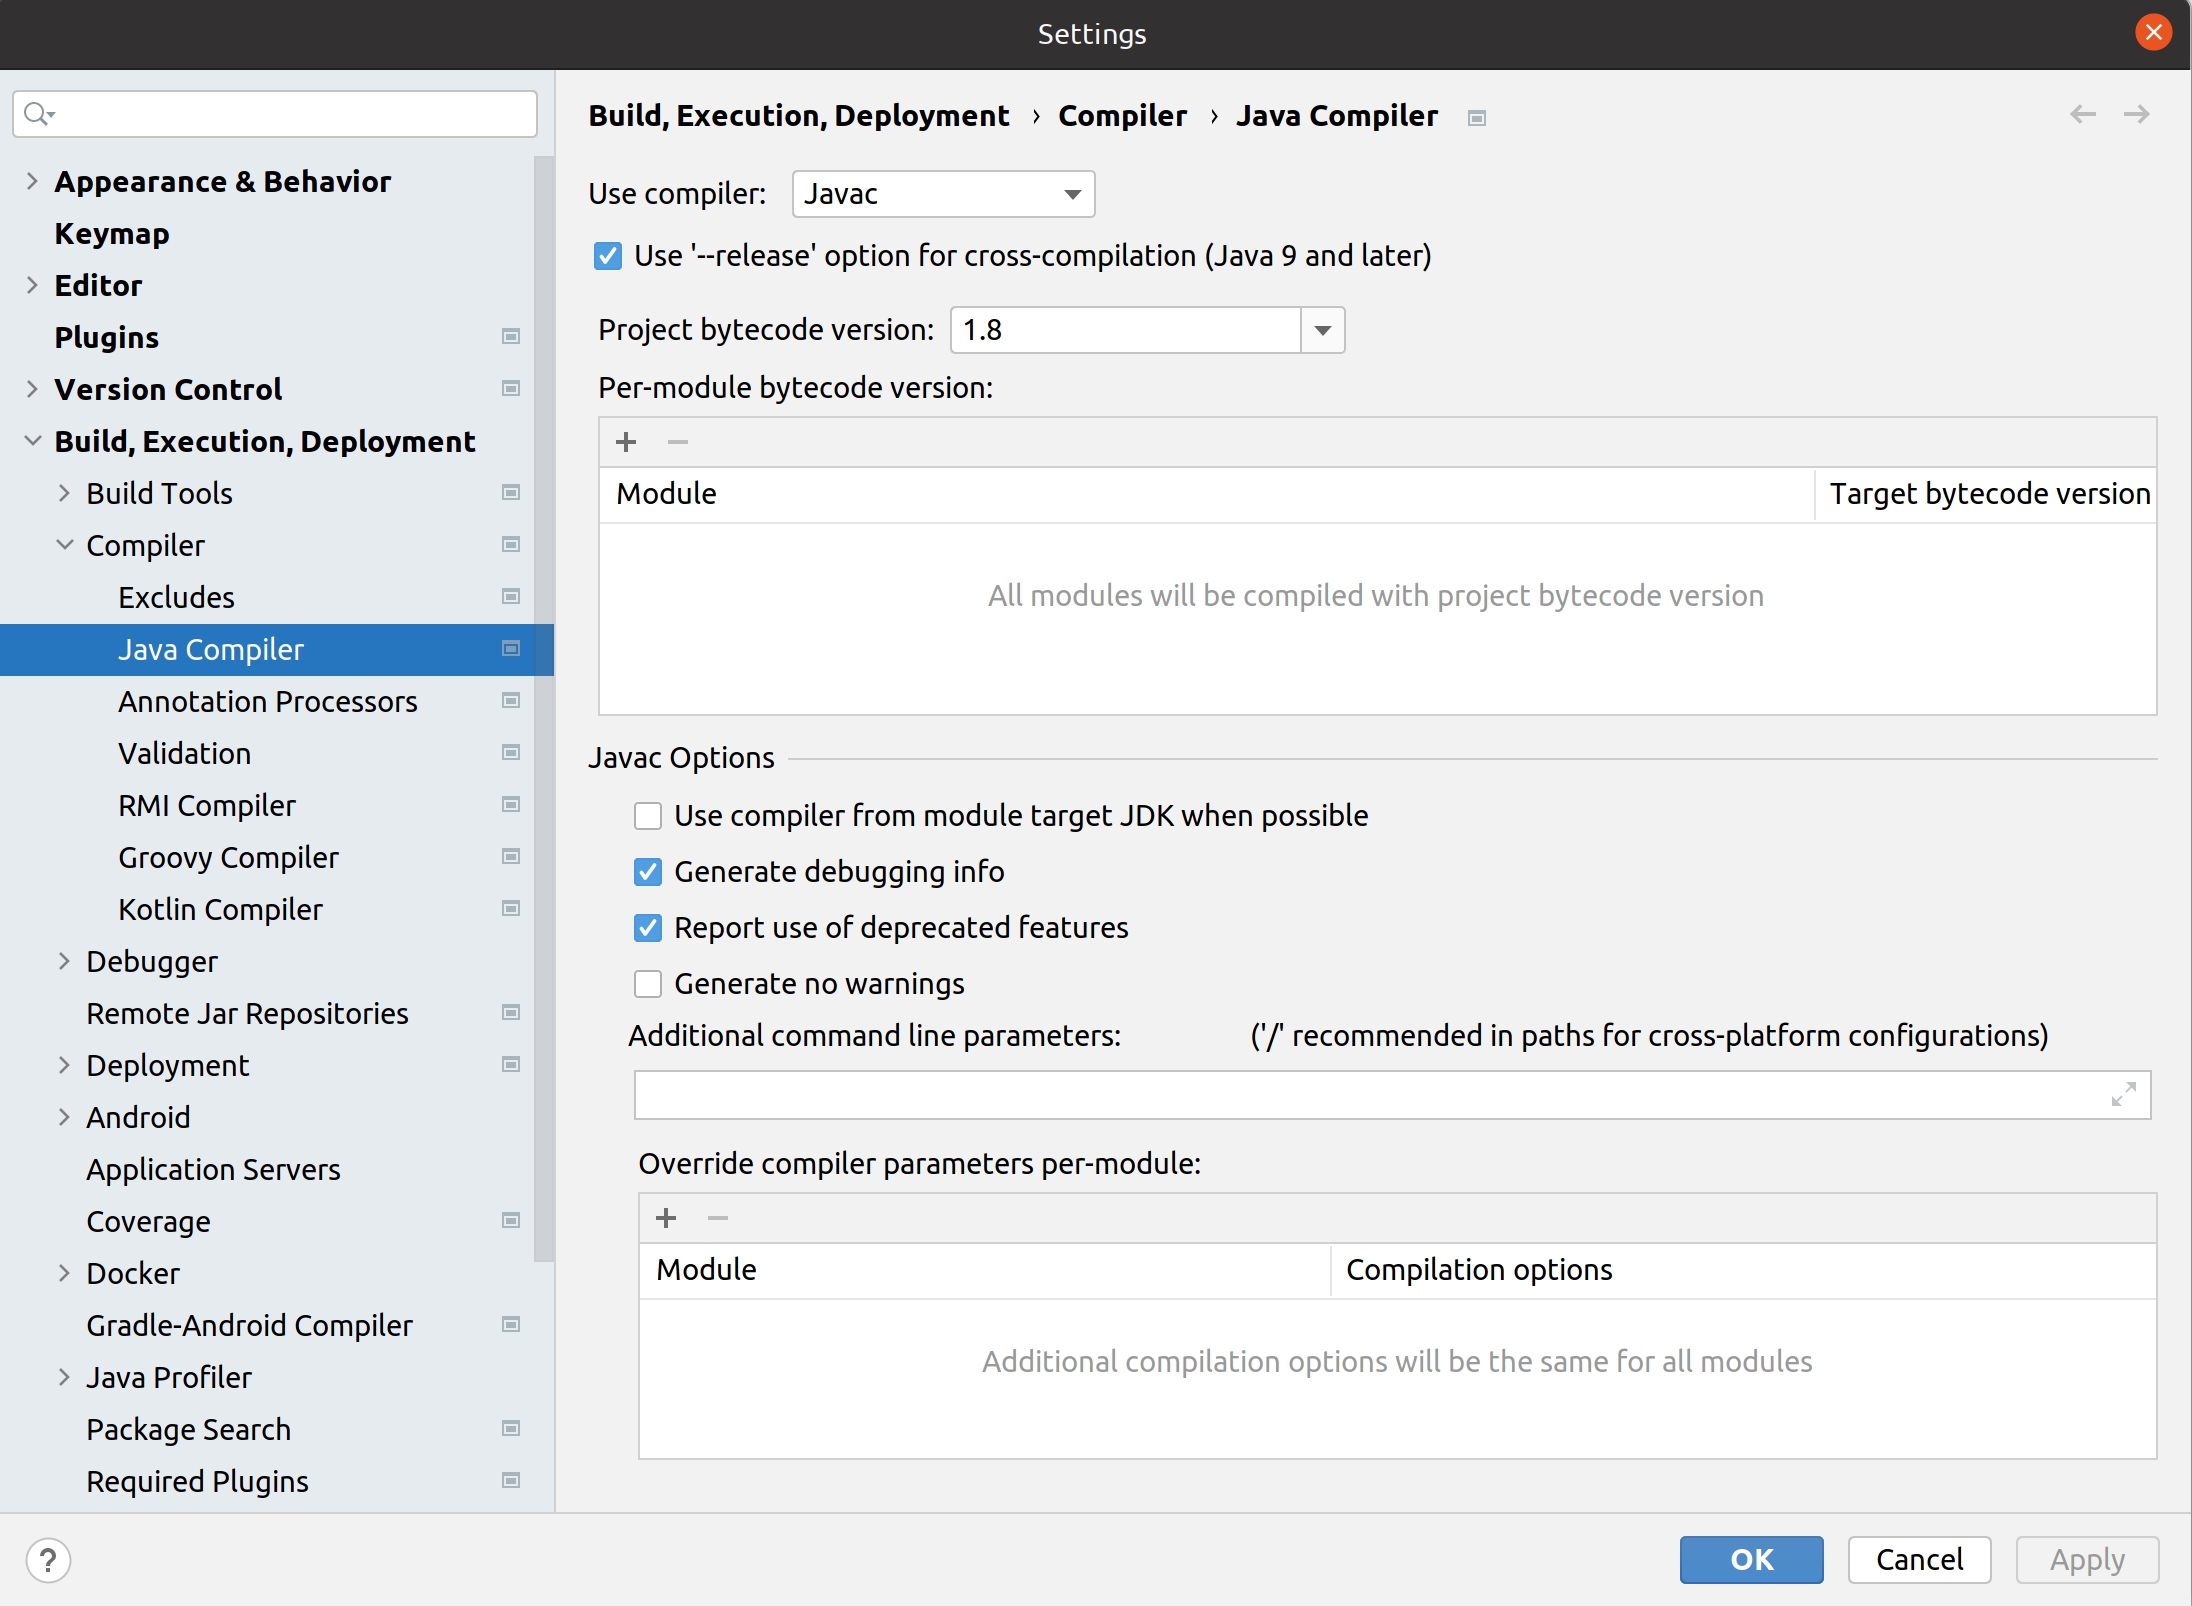 Settings
Appearance & Behavior
Keymap
Editor
Plugins
Version Control
Build, Execution, Deployment
Build Tools
Compiler
Excludes
Java Compiler
Annotation Processors
Validation
RMI Compiler
Groovy Compiler
Kotlin Compiler
Debugger
Remote Jar Repositories
Deployment
Android
Application Servers
Coverage
Docker
Gradle-Android Compiler
Java Profiler
Package Search
Required Plugins
Build, Execution, Deployment › Compiler › Java Compiler
Use compiler: Javac
Use '--release' option for cross-compilation (Java 9 and later)
Project bytecode version: 1.8
Per-module bytecode version:
Module Target bytecode version
All modules will be compiled with project bytecode version
Javac Options
Use compiler from module target JDK when possible
Generate debugging info
Report use of deprecated features
Generate no warnings
Additional command line parameters: ('/' recommended in paths for cross-platform configurations)
Override compiler parameters per-module:
Module Compilation options
Additional compilation options will be the same for all modules
? OK Cancel Apply